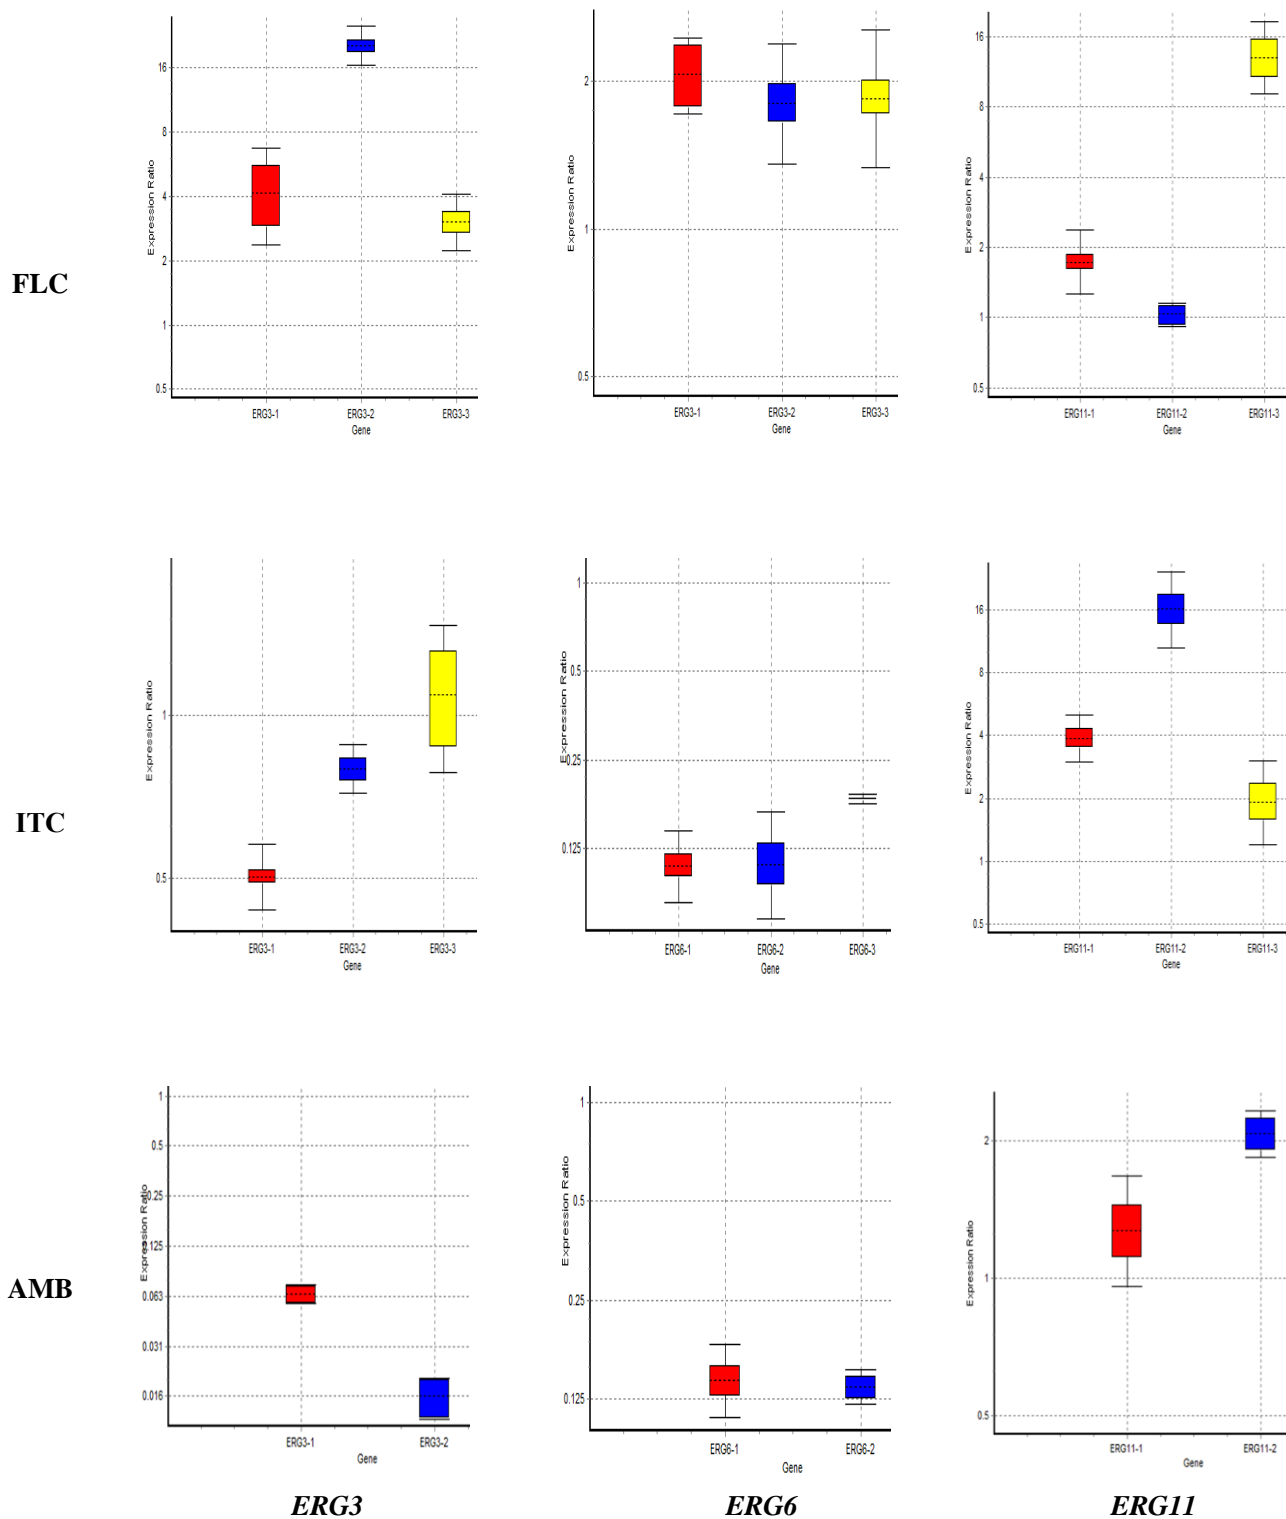 FLC
Expression Ratio
16
8
4
2
1
0.5
ERG3-1 ERG3-2 ERG3-3
Gene
Expression Ratio
2
1
0.5
ERG3-1 ERG3-2 ERG3-3
Gene
Expression Ratio
16
8
4
2
1
0.5
ERG11-1 ERG11-2 ERG11-3
Gene
ITC
Expression Ratio
1
0.5
ERG3-1 ERG3-2 ERG3-3
Gene
Expression Ratio
1
0.5
0.25
0.125
ERG6-1 ERG6-2 ERG6-3
Gene
Expression Ratio
16
8
4
2
1
0.5
ERG11-1 ERG11-2 ERG11-3
Gene
AMB
Expression Ratio
1
0.5
0.25
0.125
0.063
0.031
0.016
ERG3-1 ERG3-2
Gene
Expression Ratio
1
0.5
0.25
0.125
ERG6-1 ERG6-2
Gene
Expression Ratio
2
1
0.5
ERG11-1 ERG11-2
Gene
ERG3 ERG6 ERG11